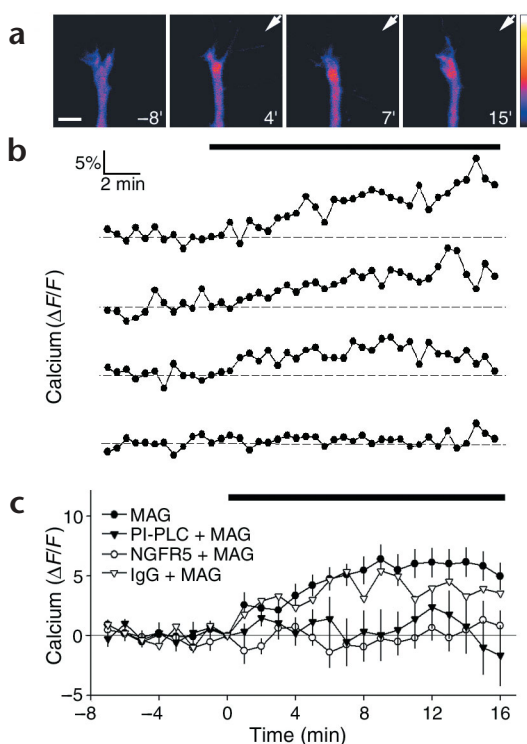 a
−8'
4'
7'
15'
b
5%
2 min
Calcium (ΔF/F)
c
MAG
PI-PLC + MAG
NGFR5 + MAG
IgG + MAG
Calcium (ΔF/F)
10
5
0
−5
−8
−4
0
4
8
12
16
Time (min)